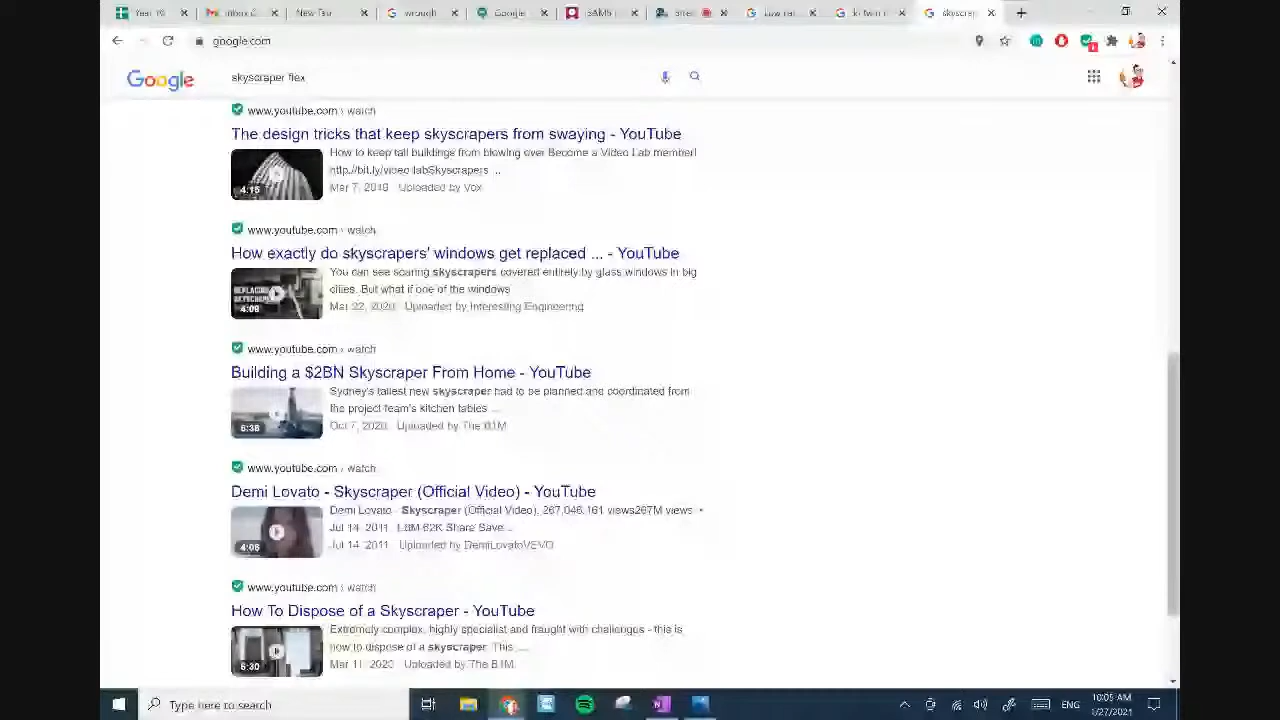 google.com
Google
skyscraper flex
www.youtube.com › watch
The design tricks that keep skyscrapers from swaying - YouTube
4:15
How to keep tall buildings from blowing over Become a Video Lab member!
http://bit.ly/video-labSkyscrapers ...
Mar 7, 2019 Uploaded by Vox
www.youtube.com › watch
How exactly do skyscrapers' windows get replaced ... - YouTube
REPLACING
4:09
You can see soaring skyscrapers covered entirely by glass windows in big
cities. But what if one of the windows
Mar 22, 2020 Uploaded by Interesting Engineering
www.youtube.com › watch
Building a $2BN Skyscraper From Home - YouTube
6:38
Sydney's tallest new skyscraper had to be planned and coordinated from
the project team's kitchen tables ...
Oct 7, 2020 Uploaded by The B1M
www.youtube.com › watch
Demi Lovato - Skyscraper (Official Video) - YouTube
4:06
Demi Lovato - Skyscraper (Official Video). 267,046,161 views267M views •
Jul 14, 2011 1.8M 62K Share Save...
Jul 14, 2011 Uploaded by DemiLovatoVEVO
www.youtube.com › watch
How To Dispose of a Skyscraper - YouTube
6:30
Extremely complex, highly specialist and fraught with challenges - this is
how to dispose of a skyscraper. This ...
Mar 11, 2020 Uploaded by The B1M
Type here to search
ENG
10:05 AM